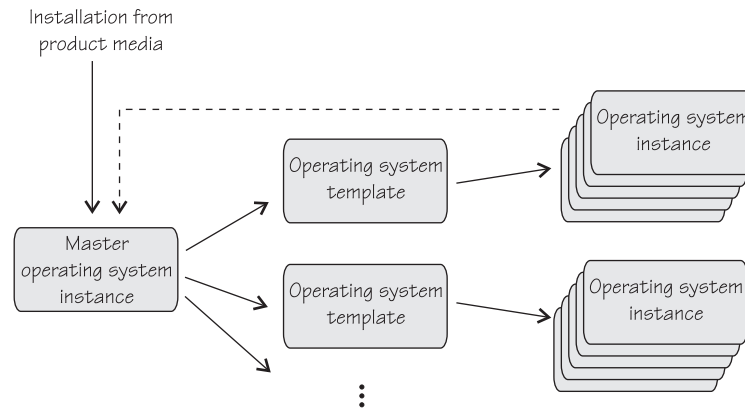 Installation from
product media
Operating system
instance
Operating system
template
Master
operating system
instance
Operating system
template
Operating system
instance